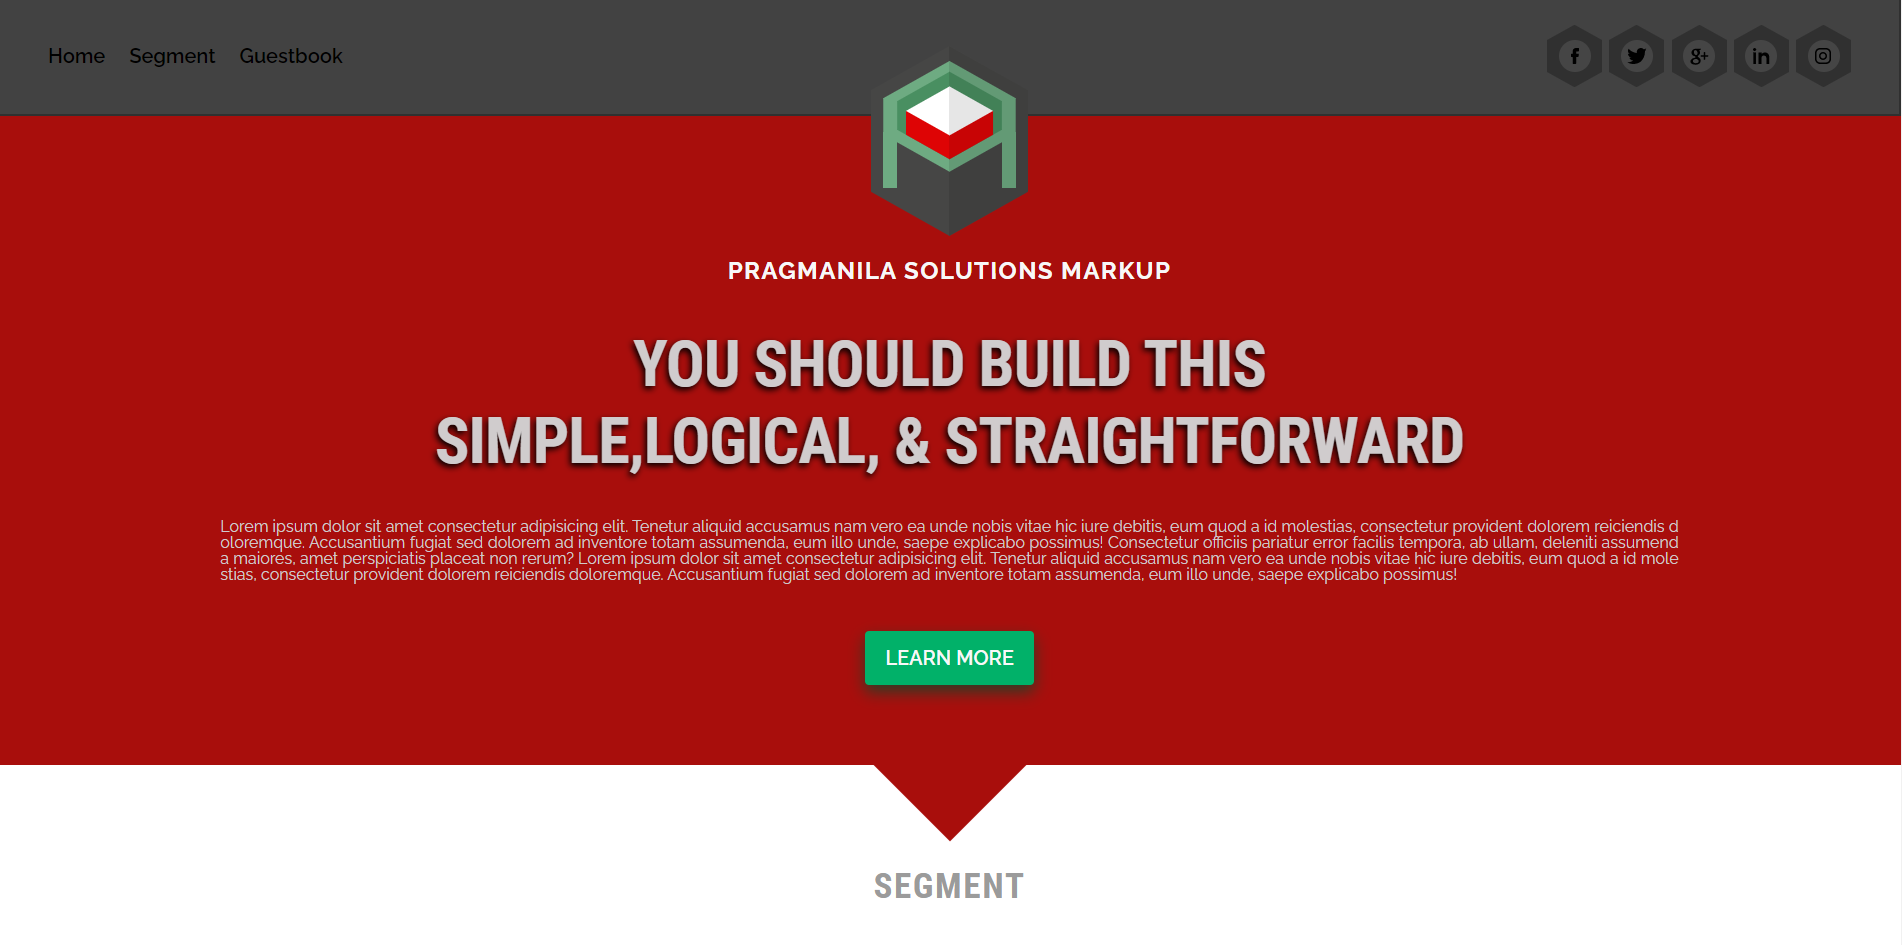 Home Segment Guestbook
PRAGMANILA SOLUTIONS MARKUP
YOU SHOULD BUILD THIS
SIMPLE,LOGICAL, & STRAIGHTFORWARD
Lorem ipsum dolor sit amet consectetur adipisicing elit. Tenetur aliquid accusamus nam vero ea unde nobis vitae hic iure debitis, eum quod a id molestias, consectetur provident dolorem reiciendis d
oloremque. Accusantium fugiat sed dolorem ad inventore totam assumenda, eum illo unde, saepe explicabo possimus! Consectetur officiis pariatur error facilis tempora, ab ullam, deleniti assumend
a maiores, amet perspiciatis placeat non rerum? Lorem ipsum dolor sit amet consectetur adipisicing elit. Tenetur aliquid accusamus nam vero ea unde nobis vitae hic iure debitis, eum quod a id mole
stias, consectetur provident dolorem reiciendis doloremque. Accusantium fugiat sed dolorem ad inventore totam assumenda, eum illo unde, saepe explicabo possimus!
LEARN MORE
SEGMENT